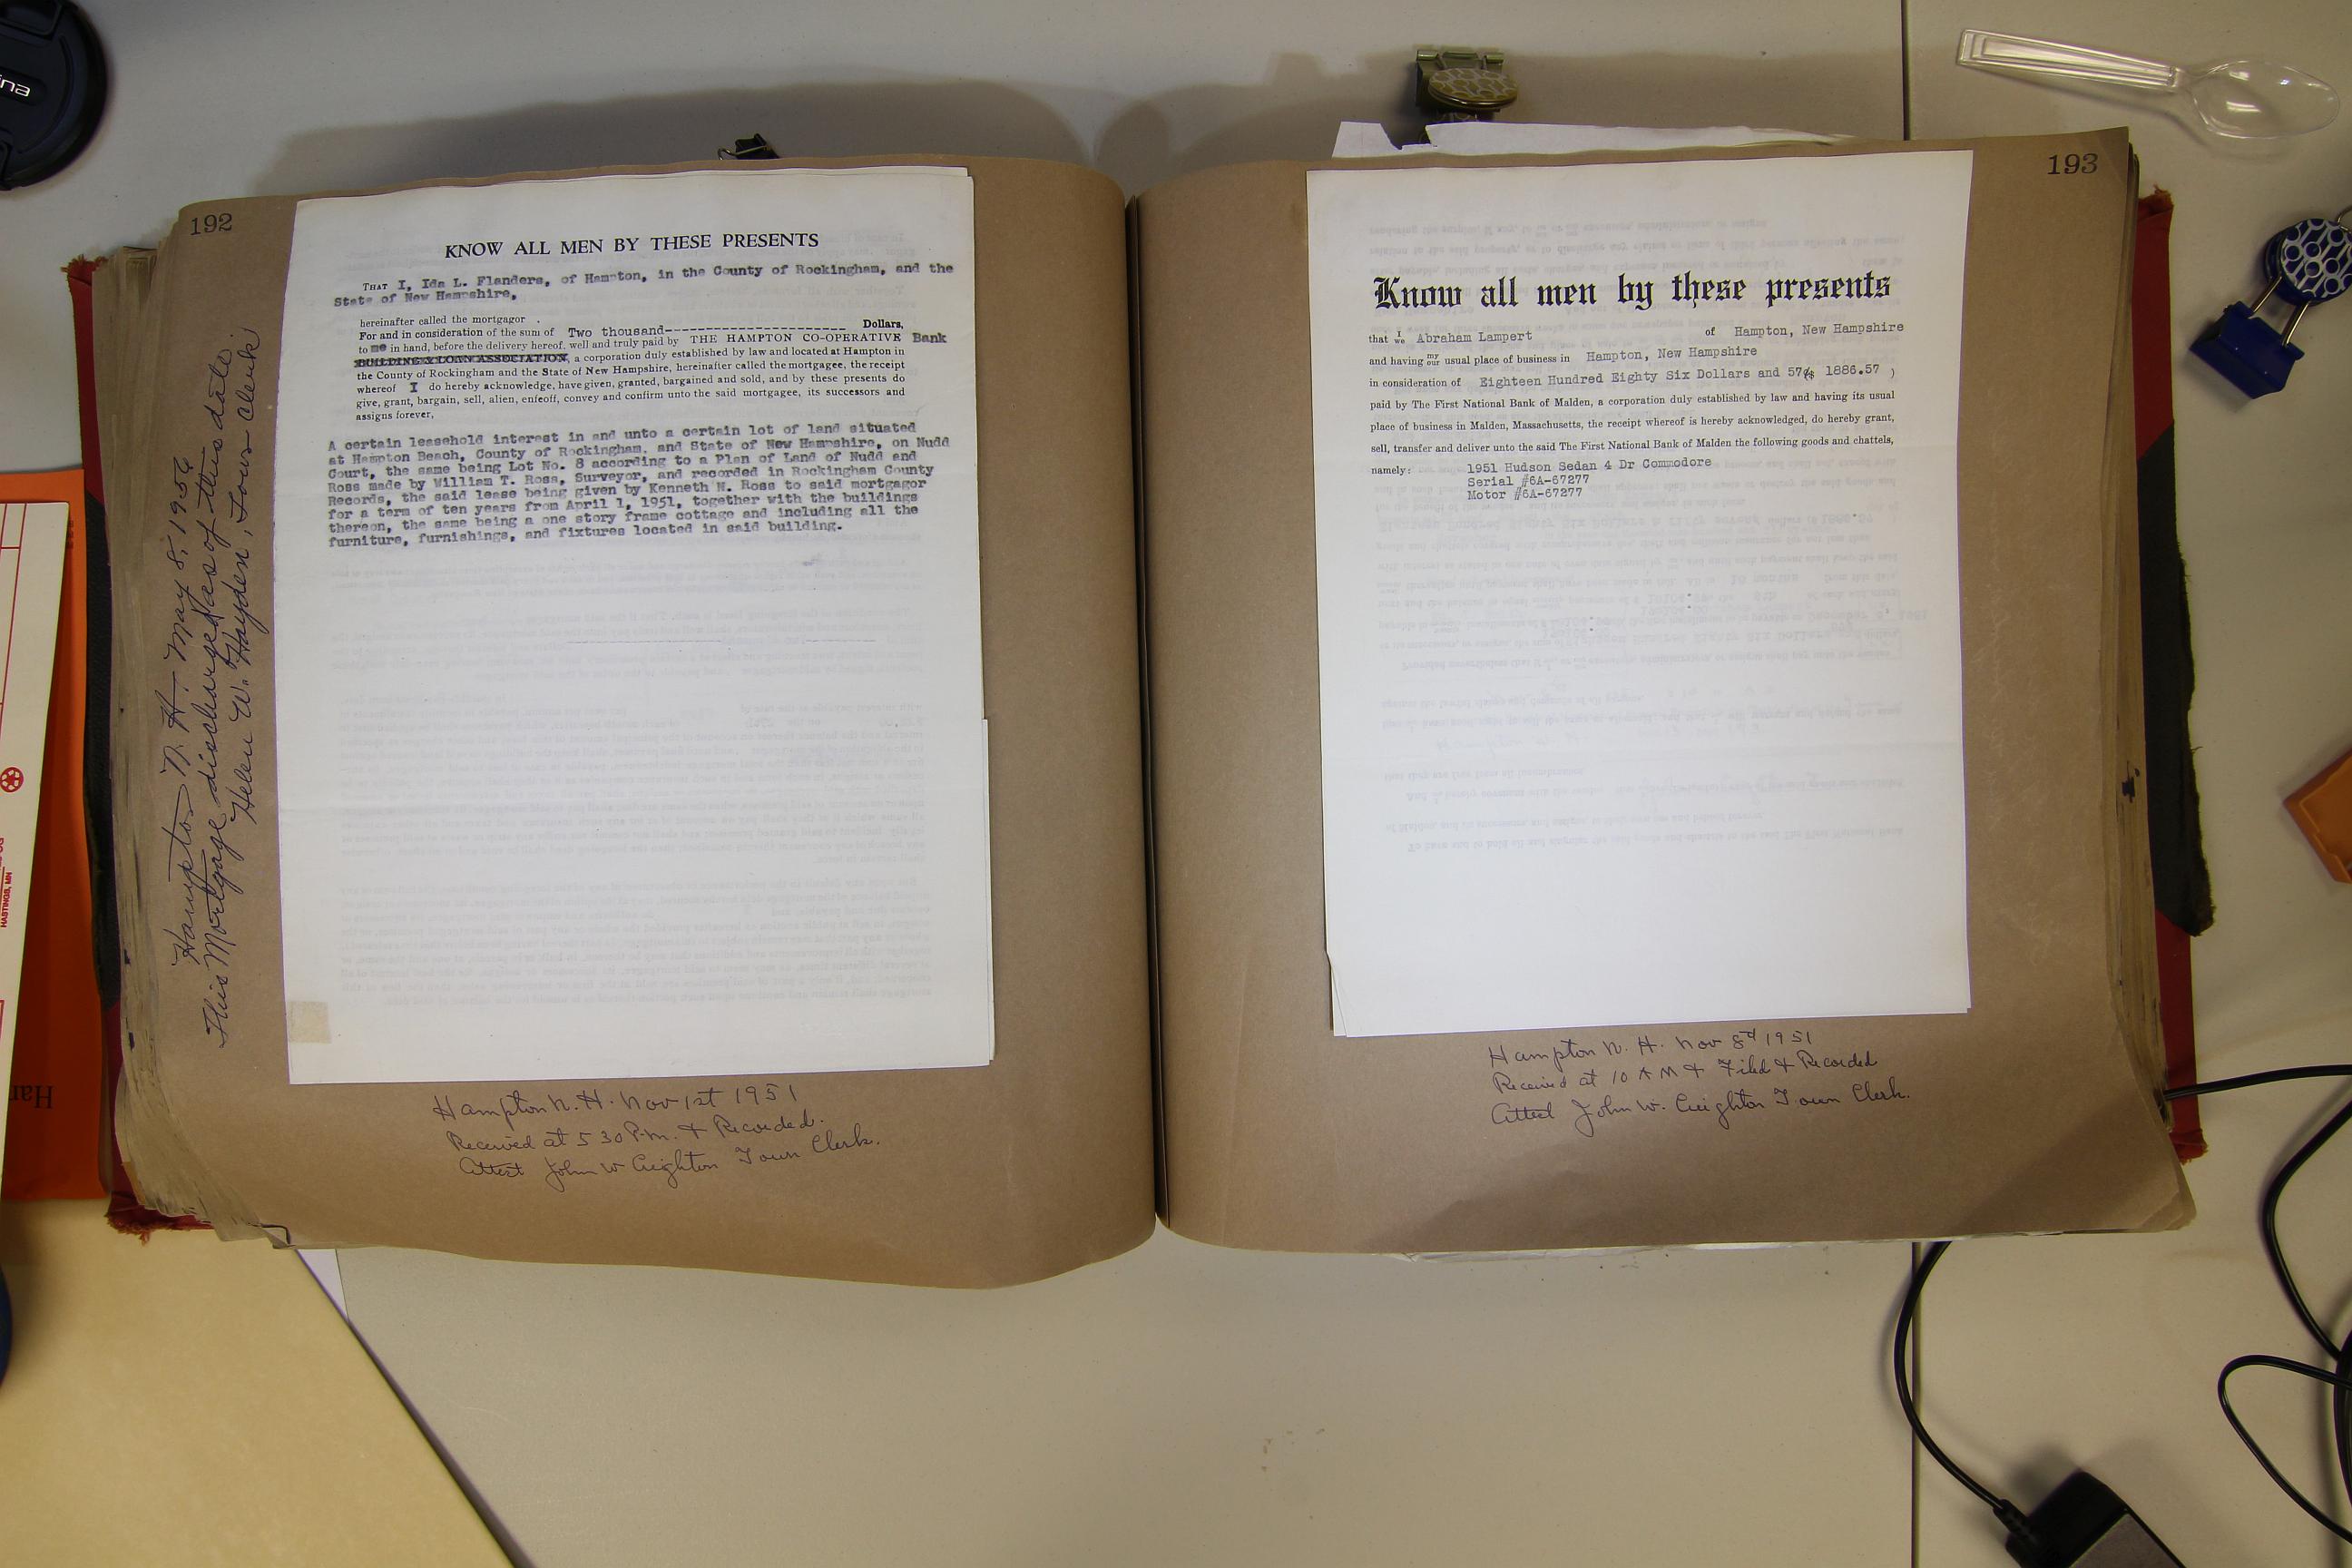 192
KNOW ALL MEN BY THESE PRESENTS
THAT I, Ida L. Flanders, of Hampton, in the County of Rockingham, and the
State of New Hampshire,
hereinafter called the mortgagor .
For and in consideration of the sum of Two thousand---------------------- Dollars,
to me in hand, before the delivery hereof, well and truly paid by THE HAMPTON CO-OPERATIVE Bank
BUILDING & LOAN ASSOCIATION, a corporation duly established by law and located at Hampton in
the County of Rockingham and the State of New Hampshire, hereinafter called the mortgagee, the receipt
whereof I do hereby acknowledge, have given, granted, bargained and sold, and by these presents do
give, grant, bargain, sell, alien, enfeoff, convey and confirm unto the said mortgagee, its successors and
assigns forever,
A certain leasehold interest in and unto a certain lot of land situated
at Hampton Beach, County of Rockingham, and State of New Hampshire, on Nudd
Court, the same being Lot No. 8 according to a Plan of Land of Nudd and
Ross made by William T. Ross, Surveyor, and recorded in Rockingham County
Records, the said lease being given by Kenneth N. Ross to said mortgagor
for a term of ten years from April 1, 1951, together with the buildings
thereon, the same being a one story frame cottage and including all the
furniture, furnishings, and fixtures located in said building.
Hampton N. H. Nov 1st 1951
Received at 5 30 P.m. & Recorded.
Attest John W Creighton Town Clerk.
Hampton N. H. May 8, 1956
This Mortgage discharged as of this date.
Helen W. Hayden, Town Clerk
193
Know all men by these presents
that I we Abraham Lampert of Hampton, New Hampshire
and having my our usual place of business in Hampton, New Hampshire
in consideration of Eighteen Hundred Eighty Six Dollars and 57¢($ 1886.57 )
paid by The First National Bank of Malden, a corporation duly established by law and having its usual
place of business in Malden, Massachusetts, the receipt whereof is hereby acknowledged, do hereby grant,
sell, transfer and deliver unto the said The First National Bank of Malden the following goods and chattels,
namely: 1951 Hudson Sedan 4 Dr Commodore
Serial #6A-67277
Motor #6A-67277
Hampton N. H. Nov 8d 1951
Received at 10 AM & Filed & Recorded
Attest John W. Creighton Town Clerk.
HASTINGS, MN
Har
ina